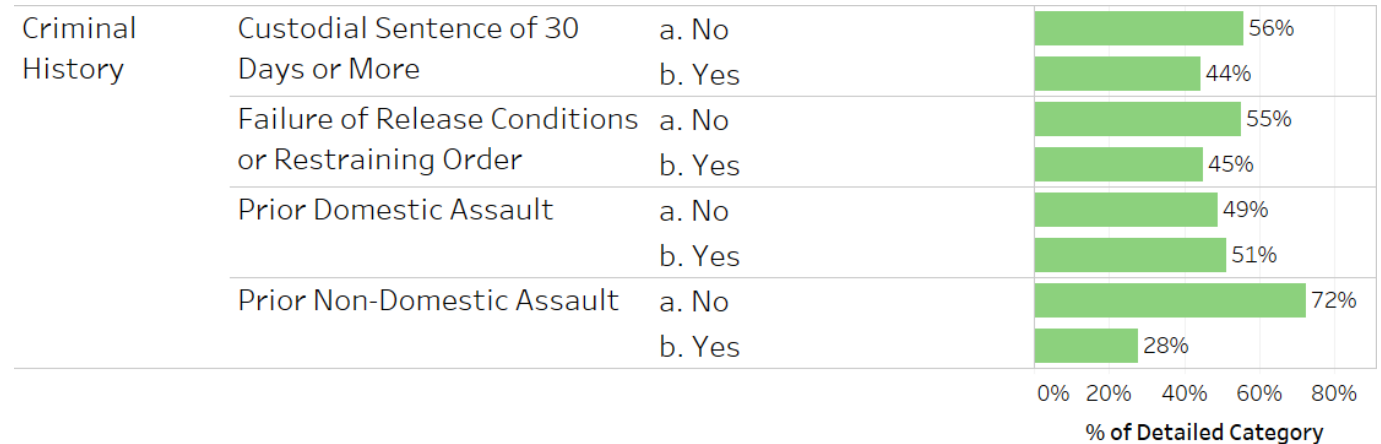 Criminal History
Custodial Sentence of 30 Days or More
a. No 56%
b. Yes 44%
Failure of Release Conditions or Restraining Order
a. No 55%
b. Yes 45%
Prior Domestic Assault
a. No 49%
b. Yes 51%
Prior Non-Domestic Assault
a. No 72%
b. Yes 28%
0% 20% 40% 60% 80%
% of Detailed Category